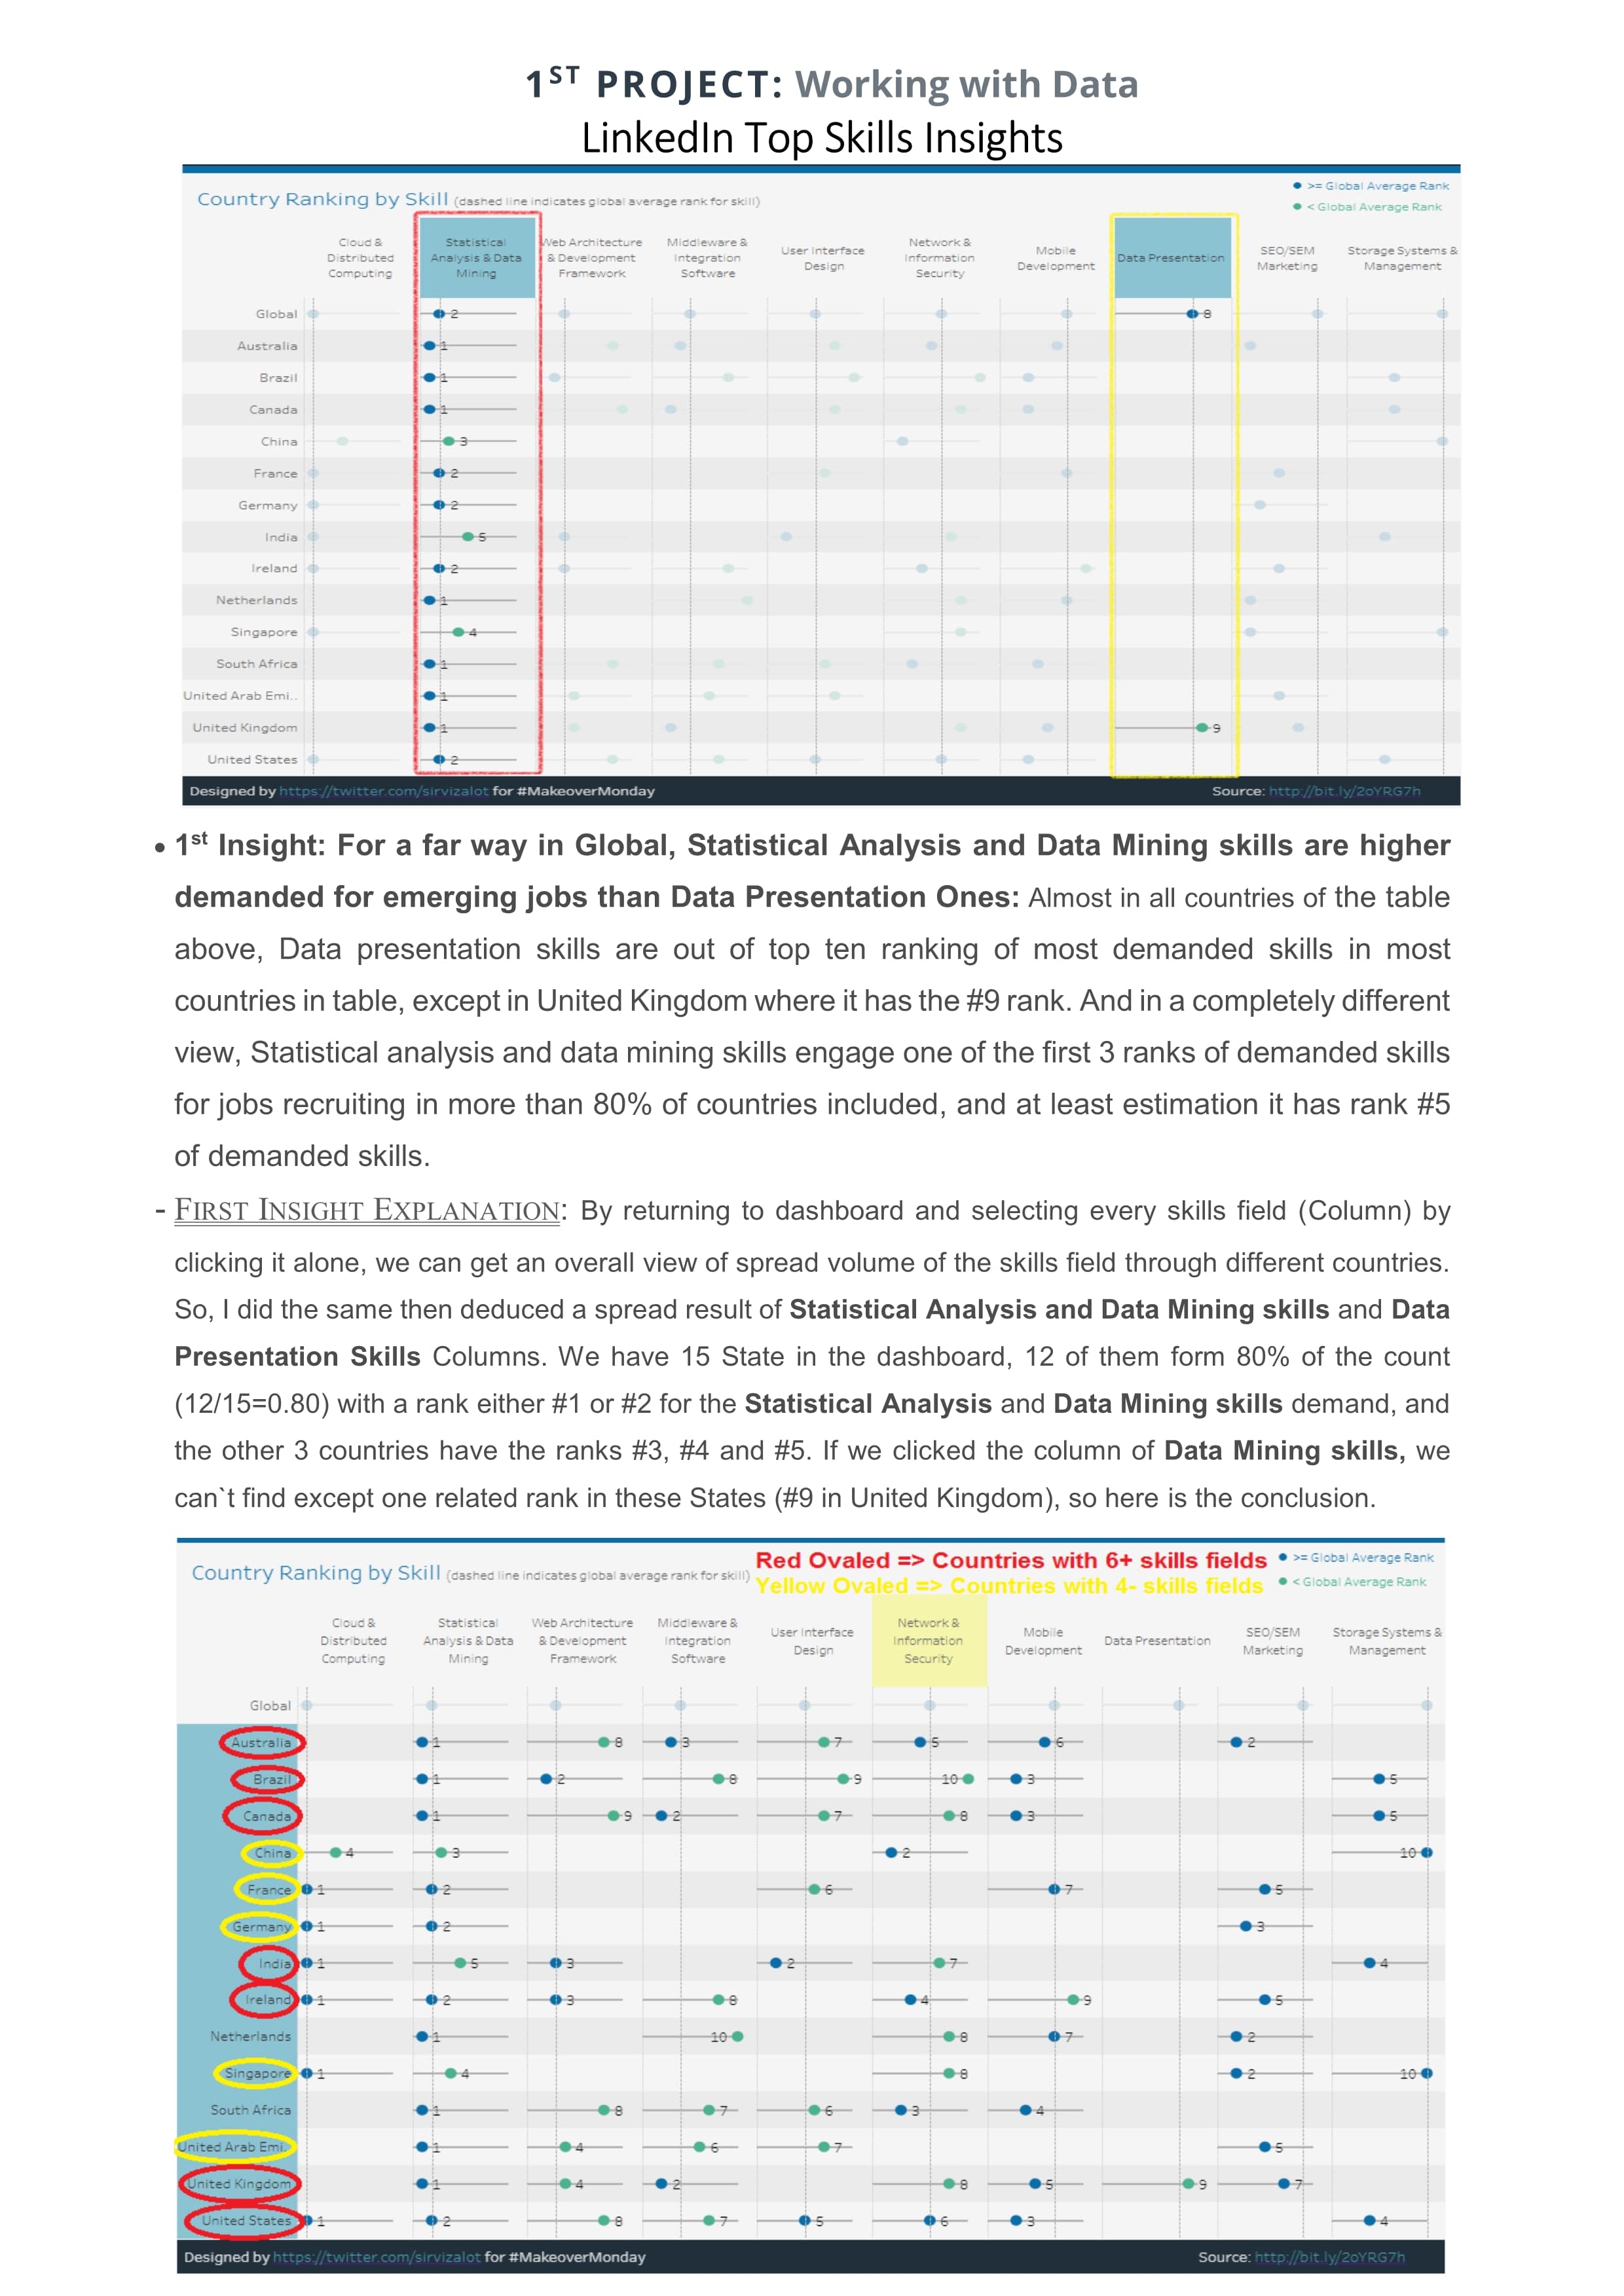 1ST PROJECT: Working with Data
LinkedIn Top Skills Insights
Country Ranking by Skill (dashed line indicates global average rank for skill)
>= Global Average Rank
< Global Average Rank
Cloud & Distributed Computing
Statistical Analysis & Data Mining
Web Architecture & Development Framework
Middleware & Integration Software
User Interface Design
Network & Information Security
Mobile Development
Data Presentation
SEO/SEM Marketing
Storage Systems & Management
Global 2 8
Australia 1
Brazil 1
Canada 1
China 3
France 2
Germany 2
India 5
Ireland 2
Netherlands 1
Singapore 4
South Africa 1
United Arab Emi.. 1
United Kingdom 1 9
United States 2
Designed by https://twitter.com/sirvizalot for #MakeoverMonday
Source: http://bit.ly/2oYRG7h
• 1st Insight: For a far way in Global, Statistical Analysis and Data Mining skills are higher
demanded for emerging jobs than Data Presentation Ones: Almost in all countries of the table
above, Data presentation skills are out of top ten ranking of most demanded skills in most
countries in table, except in United Kingdom where it has the #9 rank. And in a completely different
view, Statistical analysis and data mining skills engage one of the first 3 ranks of demanded skills
for jobs recruiting in more than 80% of countries included, and at least estimation it has rank #5
of demanded skills.
- FIRST INSIGHT EXPLANATION: By returning to dashboard and selecting every skills field (Column) by
clicking it alone, we can get an overall view of spread volume of the skills field through different countries.
So, I did the same then deduced a spread result of Statistical Analysis and Data Mining skills and Data
Presentation Skills Columns. We have 15 State in the dashboard, 12 of them form 80% of the count
(12/15=0.80) with a rank either #1 or #2 for the Statistical Analysis and Data Mining skills demand, and
the other 3 countries have the ranks #3, #4 and #5. If we clicked the column of Data Mining skills, we
can`t find except one related rank in these States (#9 in United Kingdom), so here is the conclusion.
Country Ranking by Skill (dashed line indicates global average rank for skill)
Red Ovaled => Countries with 6+ skills fields
Yellow Ovaled => Countries with 4- skills fields
>= Global Average Rank
< Global Average Rank
Cloud & Distributed Computing
Statistical Analysis & Data Mining
Web Architecture & Development Framework
Middleware & Integration Software
User Interface Design
Network & Information Security
Mobile Development
Data Presentation
SEO/SEM Marketing
Storage Systems & Management
Global
Australia 1 8 3 7 5 6 2
Brazil 1 2 8 9 10 3 5
Canada 1 9 2 7 8 3 5
China 4 3 2 10
France 1 2 6 7 5
Germany 1 2 3
India 1 5 3 2 7 4
Ireland 1 2 3 8 4 9 5
Netherlands 1 10 8 7 2
Singapore 1 4 8 2 10
South Africa 1 8 7 6 3 4
United Arab Emi. 1 4 6 7 5
United Kingdom 1 4 2 8 5 9 7
United States 1 2 8 7 5 6 3 4
Designed by https://twitter.com/sirvizalot for #MakeoverMonday
Source: http://bit.ly/2oYRG7h